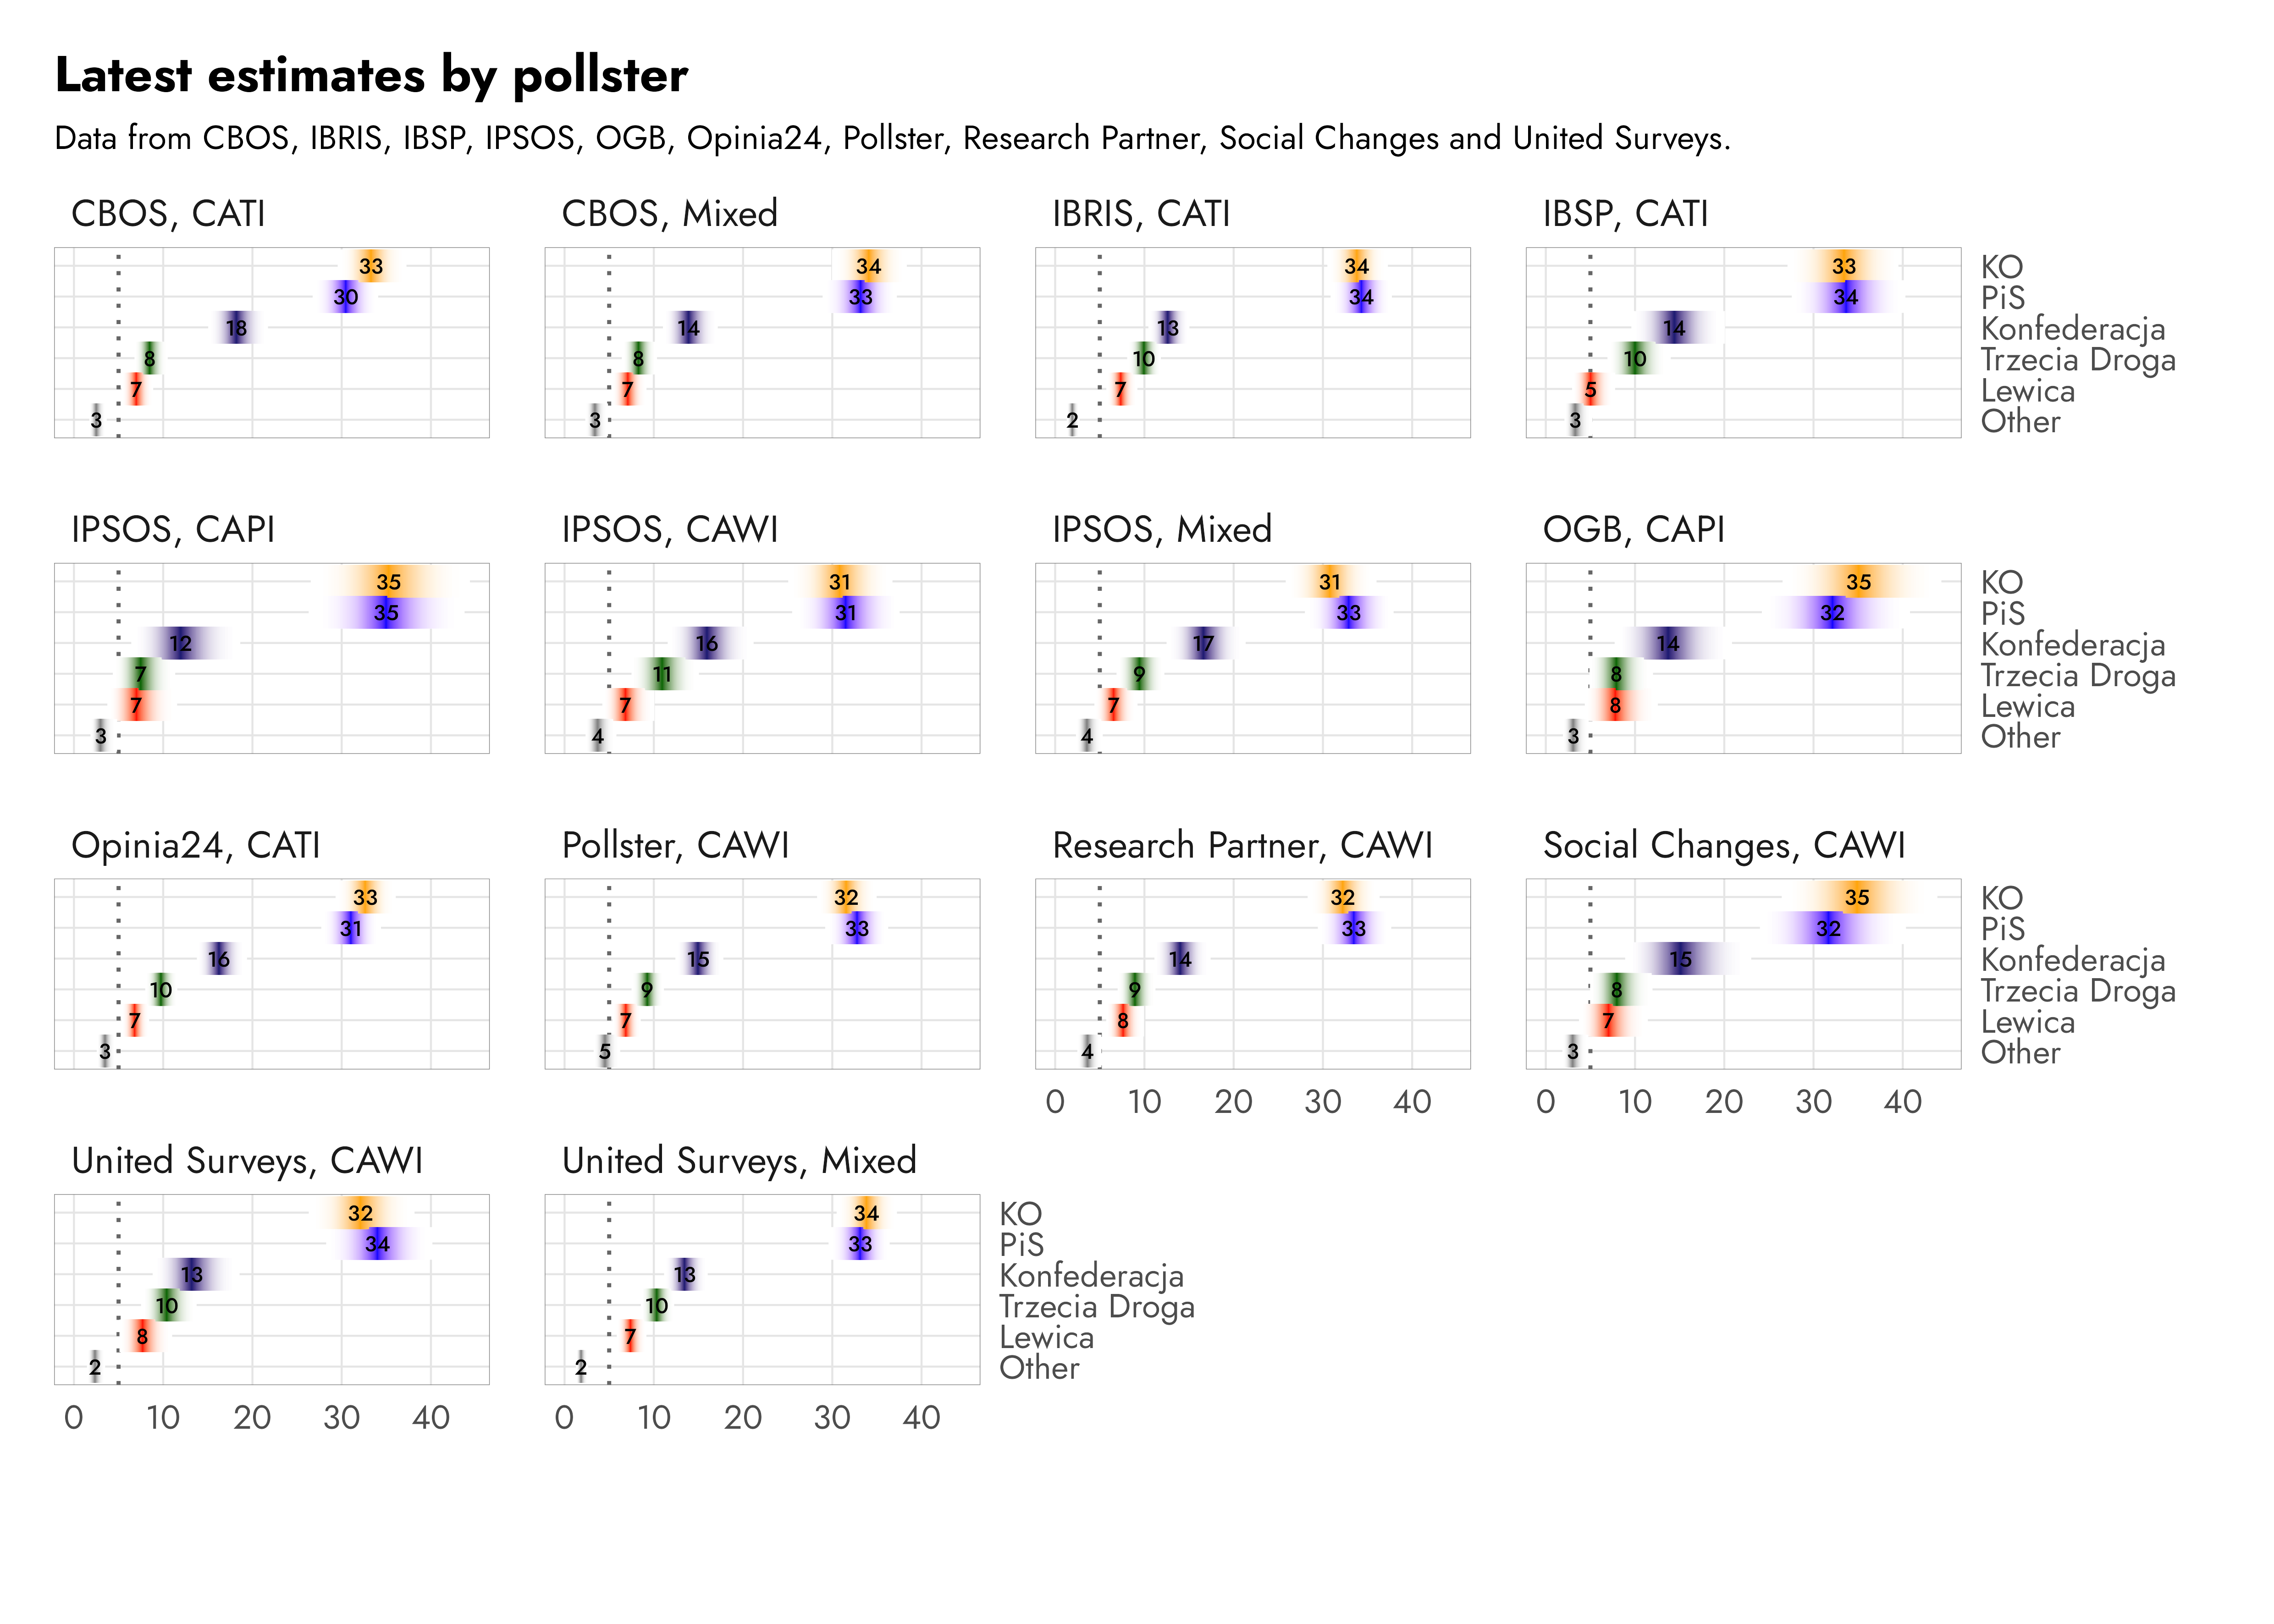 Latest estimates by pollster
Data from CBOS, IBRIS, IBSP, IPSOS, OGB, Opinia24, Pollster, Research Partner, Social Changes and United Surveys.
CBOS, CATI
33
30
18
8
7
3
CBOS, Mixed
34
33
14
8
7
3
IBRIS, CATI
34
34
13
10
7
2
IBSP, CATI
33
34
14
10
5
3
KO
PiS
Konfederacja
Trzecia Droga
Lewica
Other
IPSOS, CAPI
35
35
12
7
7
3
IPSOS, CAWI
31
31
16
11
7
4
IPSOS, Mixed
31
33
17
9
7
4
OGB, CAPI
35
32
14
8
8
3
KO
PiS
Konfederacja
Trzecia Droga
Lewica
Other
Opinia24, CATI
33
31
16
10
7
3
Pollster, CAWI
32
33
15
9
7
5
Research Partner, CAWI
32
33
14
9
8
4
0 10 20 30 40
Social Changes, CAWI
35
32
15
8
7
3
0 10 20 30 40
KO
PiS
Konfederacja
Trzecia Droga
Lewica
Other
United Surveys, CAWI
32
34
13
10
8
2
0 10 20 30 40
United Surveys, Mixed
34
33
13
10
7
2
0 10 20 30 40
KO
PiS
Konfederacja
Trzecia Droga
Lewica
Other